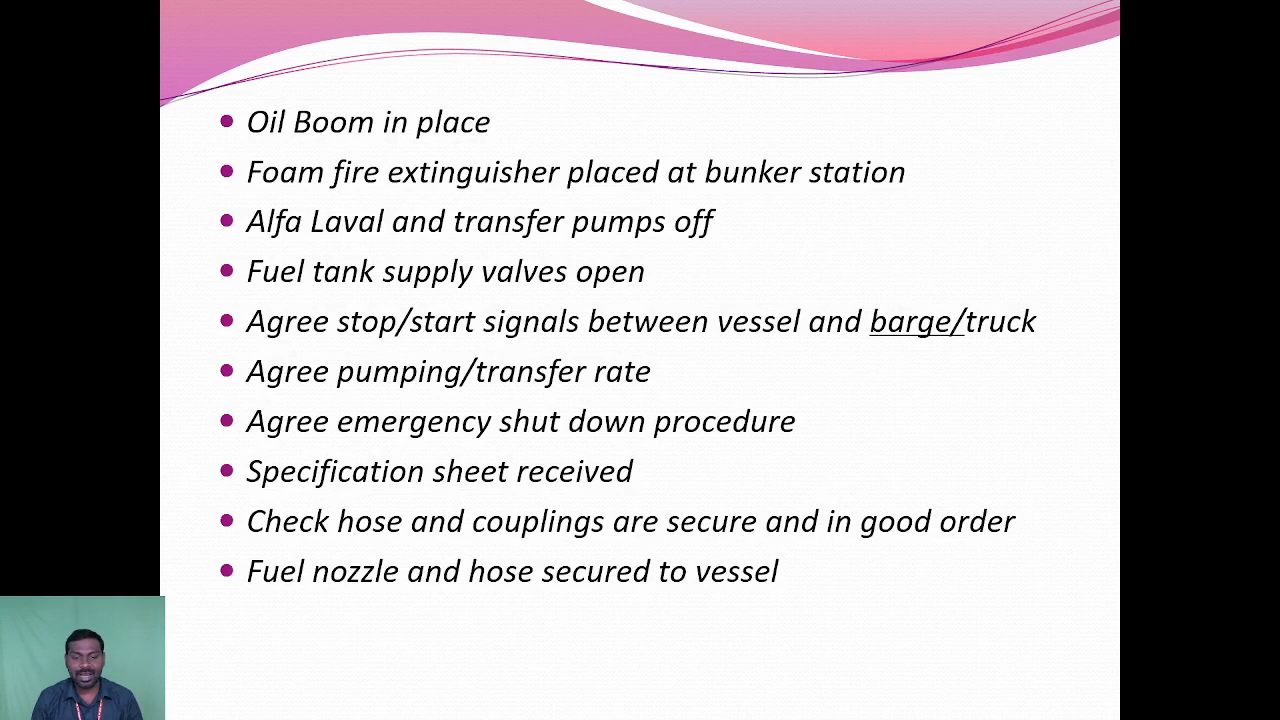 Oil Boom in place
Foam fire extinguisher placed at bunker station
Alfa Laval and transfer pumps off
Fuel tank supply valves open
Agree stop/start signals between vessel and barge/truck
Agree pumping/transfer rate
Agree emergency shut down procedure
Specification sheet received
Check hose and couplings are secure and in good order
Fuel nozzle and hose secured to vessel